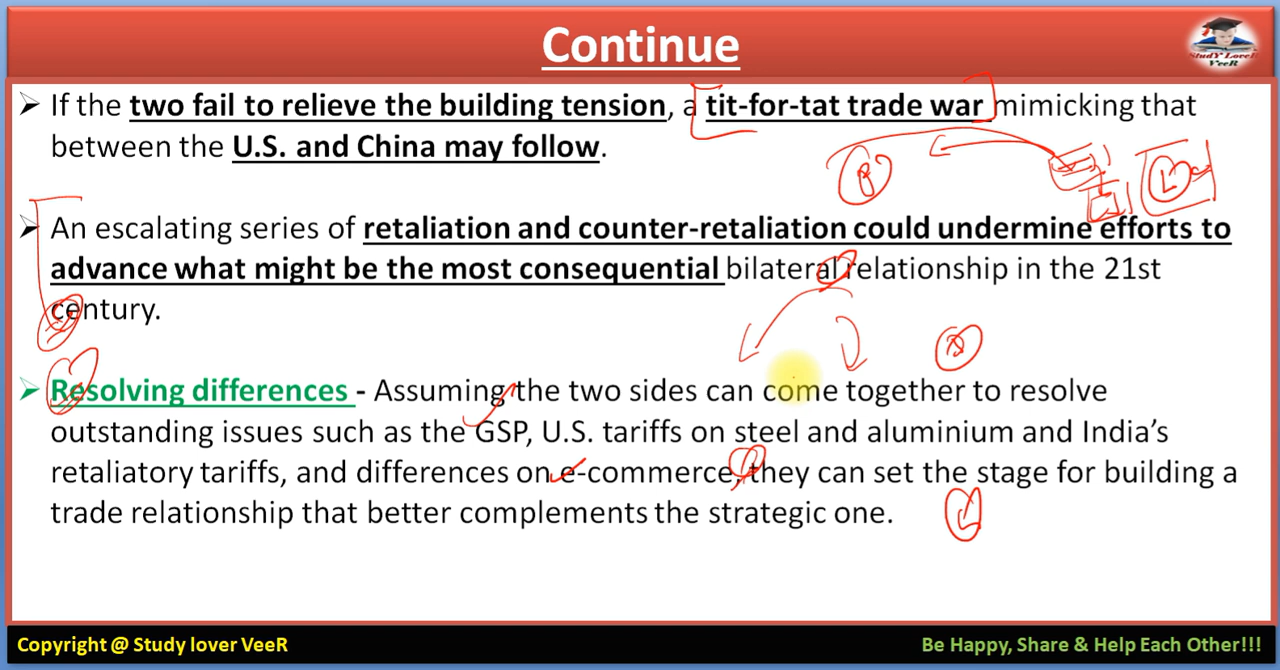 Continue
StudY LoveR
VeeR
➢ If the two fail to relieve the building tension, a tit-for-tat trade war mimicking that
between the U.S. and China may follow.
➢ An escalating series of retaliation and counter-retaliation could undermine efforts to
advance what might be the most consequential bilateral relationship in the 21st
century.
➢ Resolving differences - Assuming the two sides can come together to resolve
outstanding issues such as the GSP, U.S. tariffs on steel and aluminium and India's
retaliatory tariffs, and differences on e-commerce, they can set the stage for building a
trade relationship that better complements the strategic one.
Copyright @ Study lover VeeR
Be Happy, Share & Help Each Other!!!